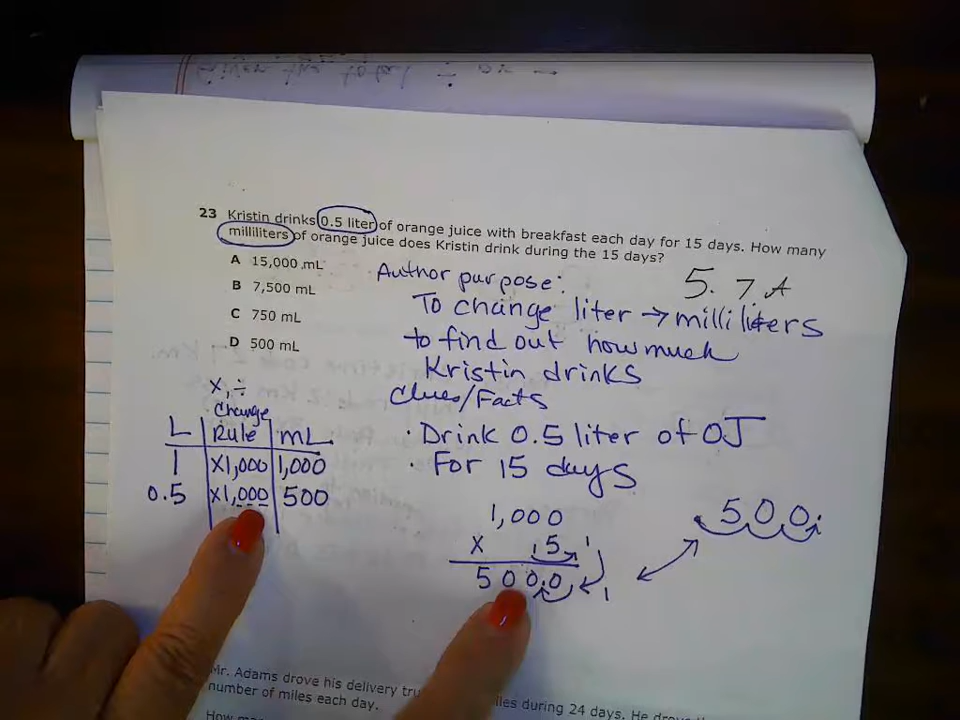 23 Kristin drinks 0.5 liter of orange juice with breakfast each day for 15 days. How many
milliliters of orange juice does Kristin drink during the 15 days?
A 15,000 mL
B 7,500 mL
C 750 mL
D 500 mL
5.7.A
Author purpose:
To change liter → milliliters
to find out how much
Kristin drinks
Clues/Facts
· Drink 0.5 liter of OJ
· For 15 days
x, ÷
change
L Rule mL
1 x1,000 1,000
0.5 x1,000 500
1,000
x .5 1
500.0 1
.500.
Mr. Adams drove his delivery
number of miles each day.
miles during 24 days. He drove